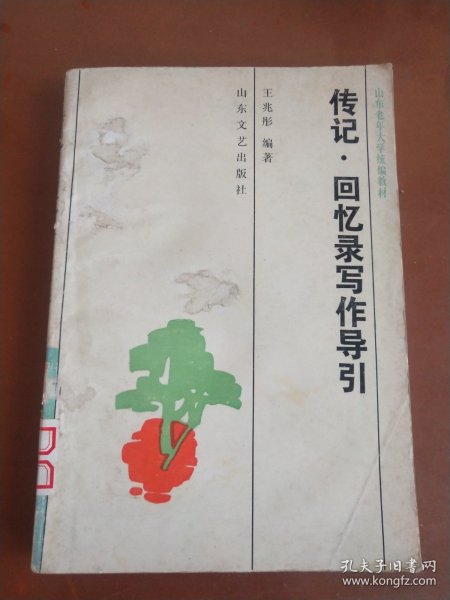 山东老年大学统编教材
传记·回忆录写作导引
王兆彤 编著
山东文艺出版社
孔夫子旧书网
www.kongfz.com